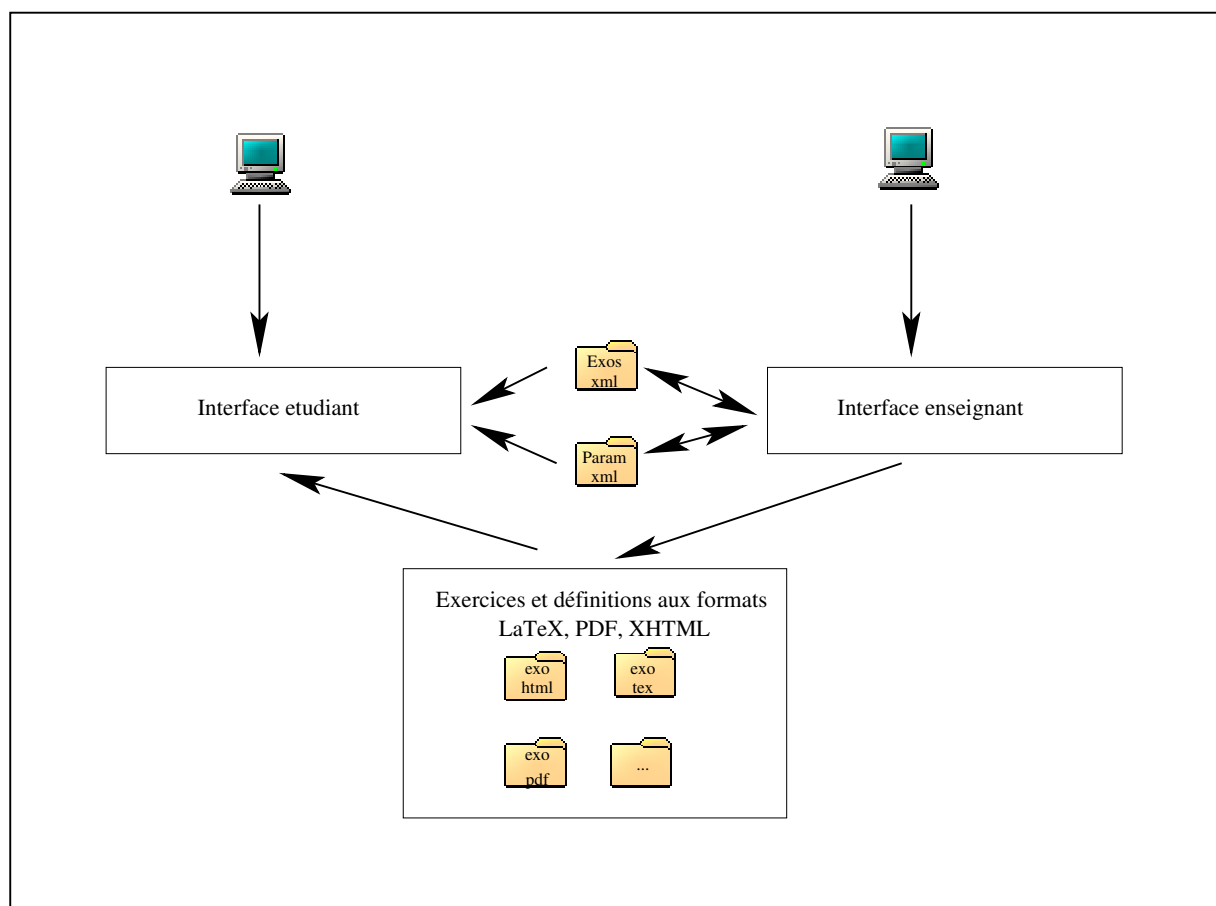 Exos
xml
Interface etudiant
Interface enseignant
Param
xml
Exercices et définitions aux formats
LaTeX, PDF, XHTML
exo
html
exo
tex
exo
pdf
...